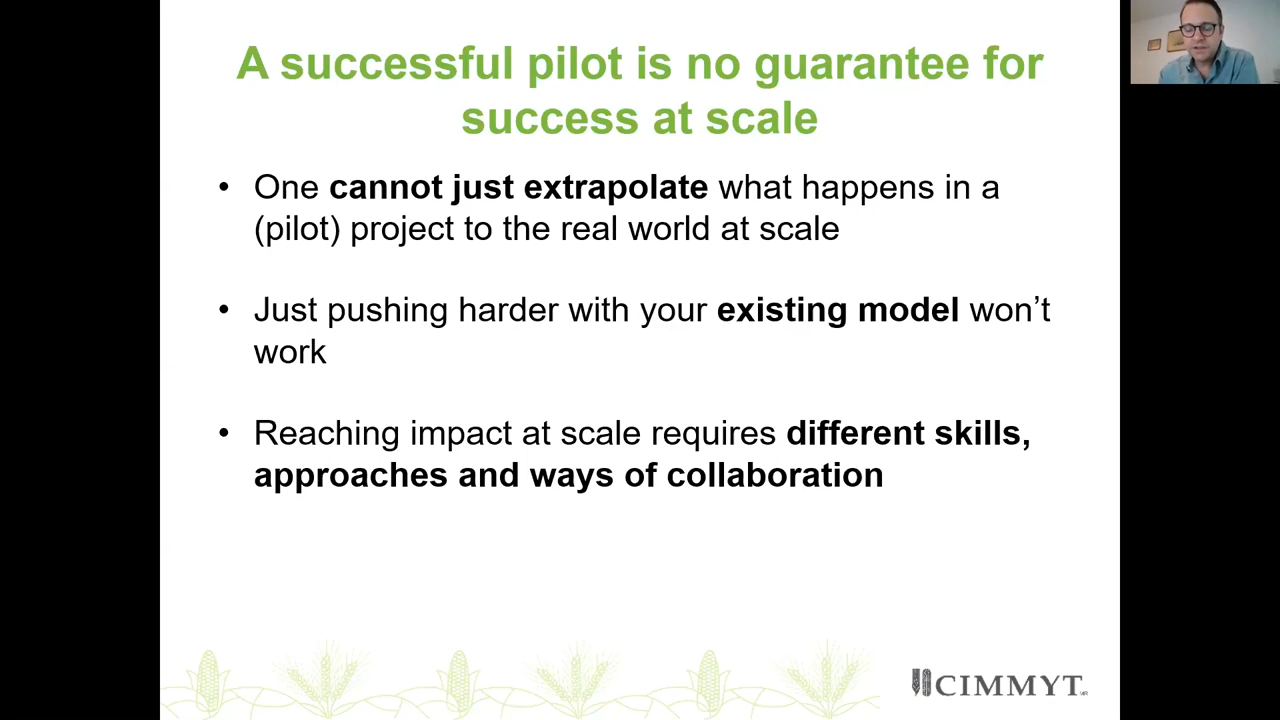 A successful pilot is no guarantee for
success at scale
• One cannot just extrapolate what happens in a
(pilot) project to the real world at scale
• Just pushing harder with your existing model won’t
work
• Reaching impact at scale requires different skills,
approaches and ways of collaboration
CIMMYT